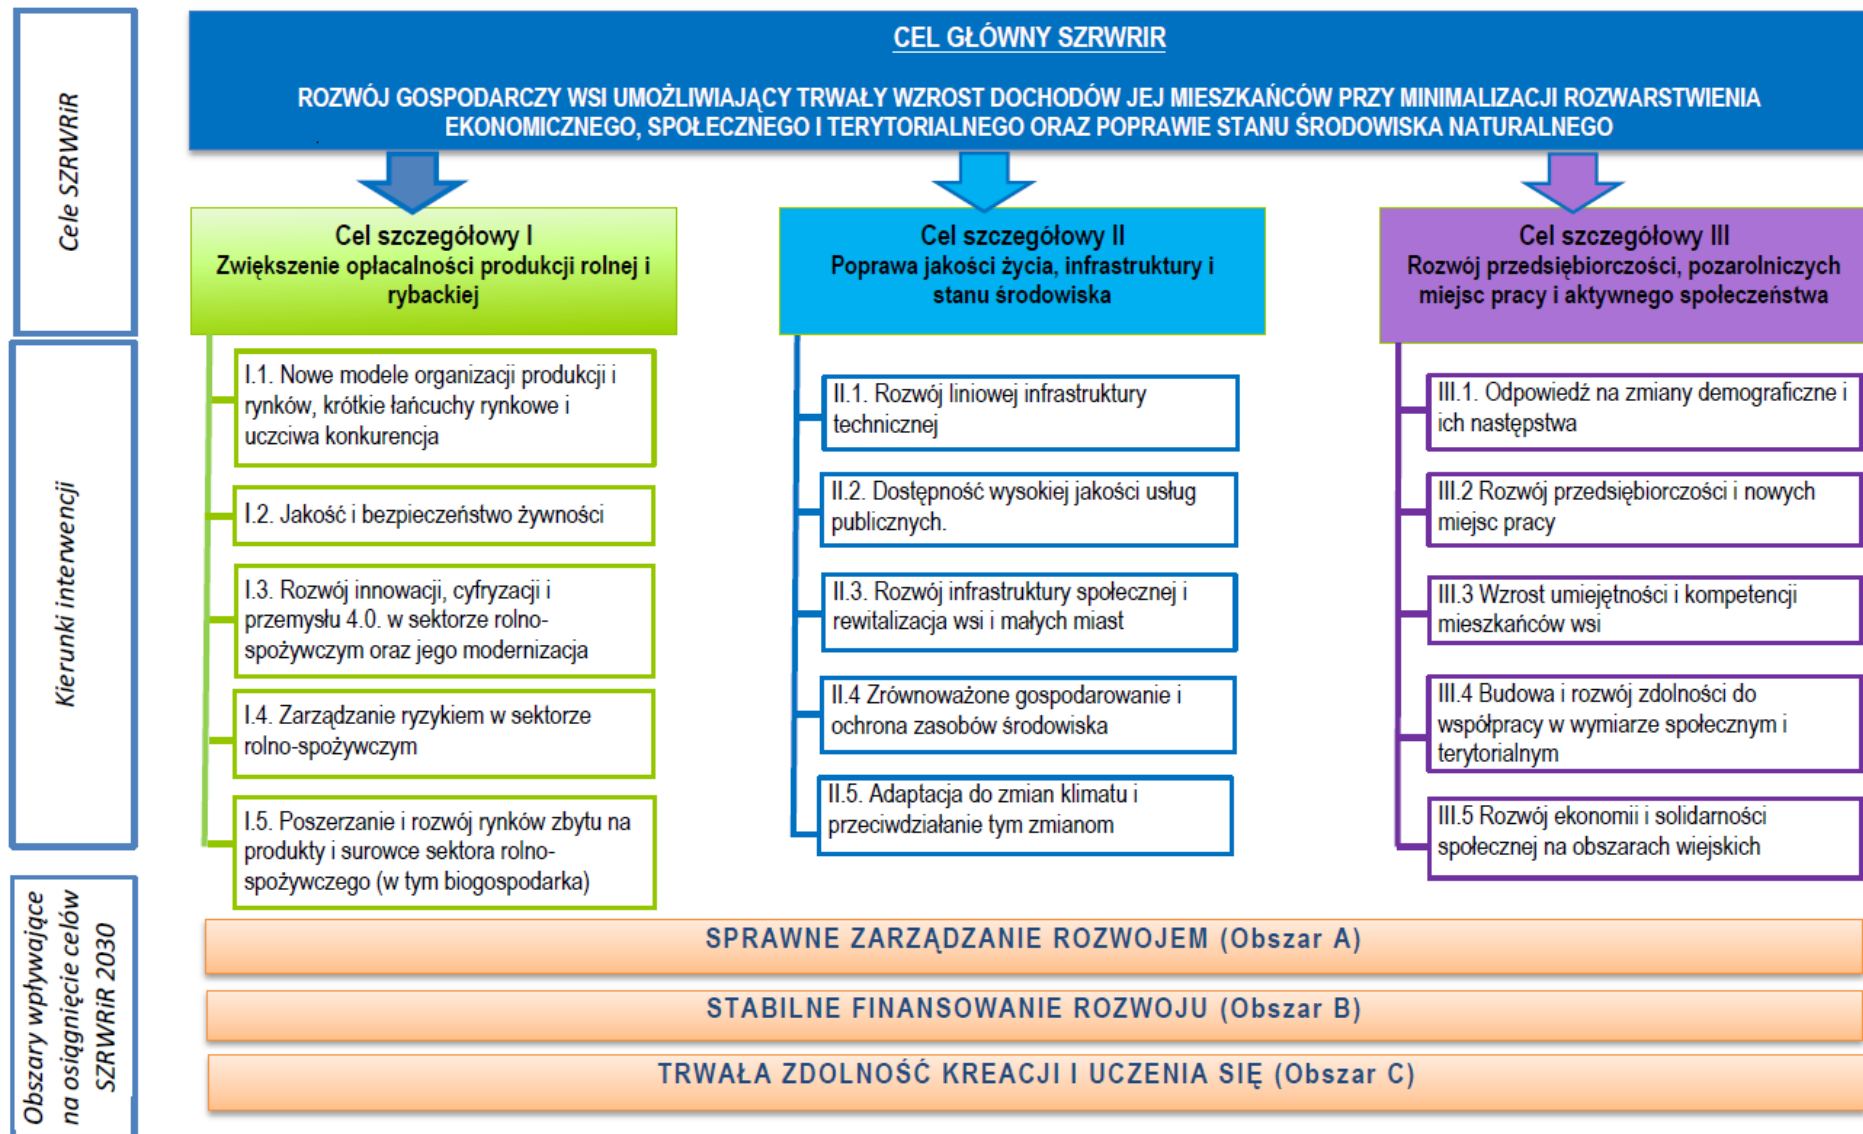 Cele SZRWRiR
CEL GŁÓWNY SZRWRIR
ROZWÓJ GOSPODARCZY WSI UMOŻLIWIAJĄCY TRWAŁY WZROST DOCHODÓW JEJ MIESZKAŃCÓW PRZY MINIMALIZACJI ROZWARSTWIENIA
EKONOMICZNEGO, SPOŁECZNEGO I TERYTORIALNEGO ORAZ POPRAWIE STANU ŚRODOWISKA NATURALNEGO
Cel szczegółowy I
Zwiększenie opłacalności produkcji rolnej i
rybackiej
Cel szczegółowy II
Poprawa jakości życia, infrastruktury i
stanu środowiska
Cel szczegółowy III
Rozwój przedsiębiorczości, pozarolniczych
miejsc pracy i aktywnego społeczeństwa
Kierunki interwencji
I.1. Nowe modele organizacji produkcji i
rynków, krótkie łańcuchy rynkowe i
uczciwa konkurencja
I.2. Jakość i bezpieczeństwo żywności
I.3. Rozwój innowacji, cyfryzacji i
przemysłu 4.0. w sektorze rolno-
spożywczym oraz jego modernizacja
I.4. Zarządzanie ryzykiem w sektorze
rolno-spożywczym
I.5. Poszerzanie i rozwój rynków zbytu na
produkty i surowce sektora rolno-
spożywczego (w tym biogospodarka)
II.1. Rozwój liniowej infrastruktury
technicznej
II.2. Dostępność wysokiej jakości usług
publicznych.
II.3. Rozwój infrastruktury społecznej i
rewitalizacja wsi i małych miast
II.4 Zrównoważone gospodarowanie i
ochrona zasobów środowiska
II.5. Adaptacja do zmian klimatu i
przeciwdziałanie tym zmianom
III.1. Odpowiedź na zmiany demograficzne i
ich następstwa
III.2 Rozwój przedsiębiorczości i nowych
miejsc pracy
III.3 Wzrost umiejętności i kompetencji
mieszkańców wsi
III.4 Budowa i rozwój zdolności do
współpracy w wymiarze społecznym i
terytorialnym
III.5 Rozwój ekonomii i solidarności
społecznej na obszarach wiejskich
Obszary wpływające
na osiągnięcie celów
SZRWRiR 2030
SPRAWNE ZARZĄDZANIE ROZWOJEM (Obszar A)
STABILNE FINANSOWANIE ROZWOJU (Obszar B)
TRWAŁA ZDOLNOŚĆ KREACJI I UCZENIA SIĘ (Obszar C)